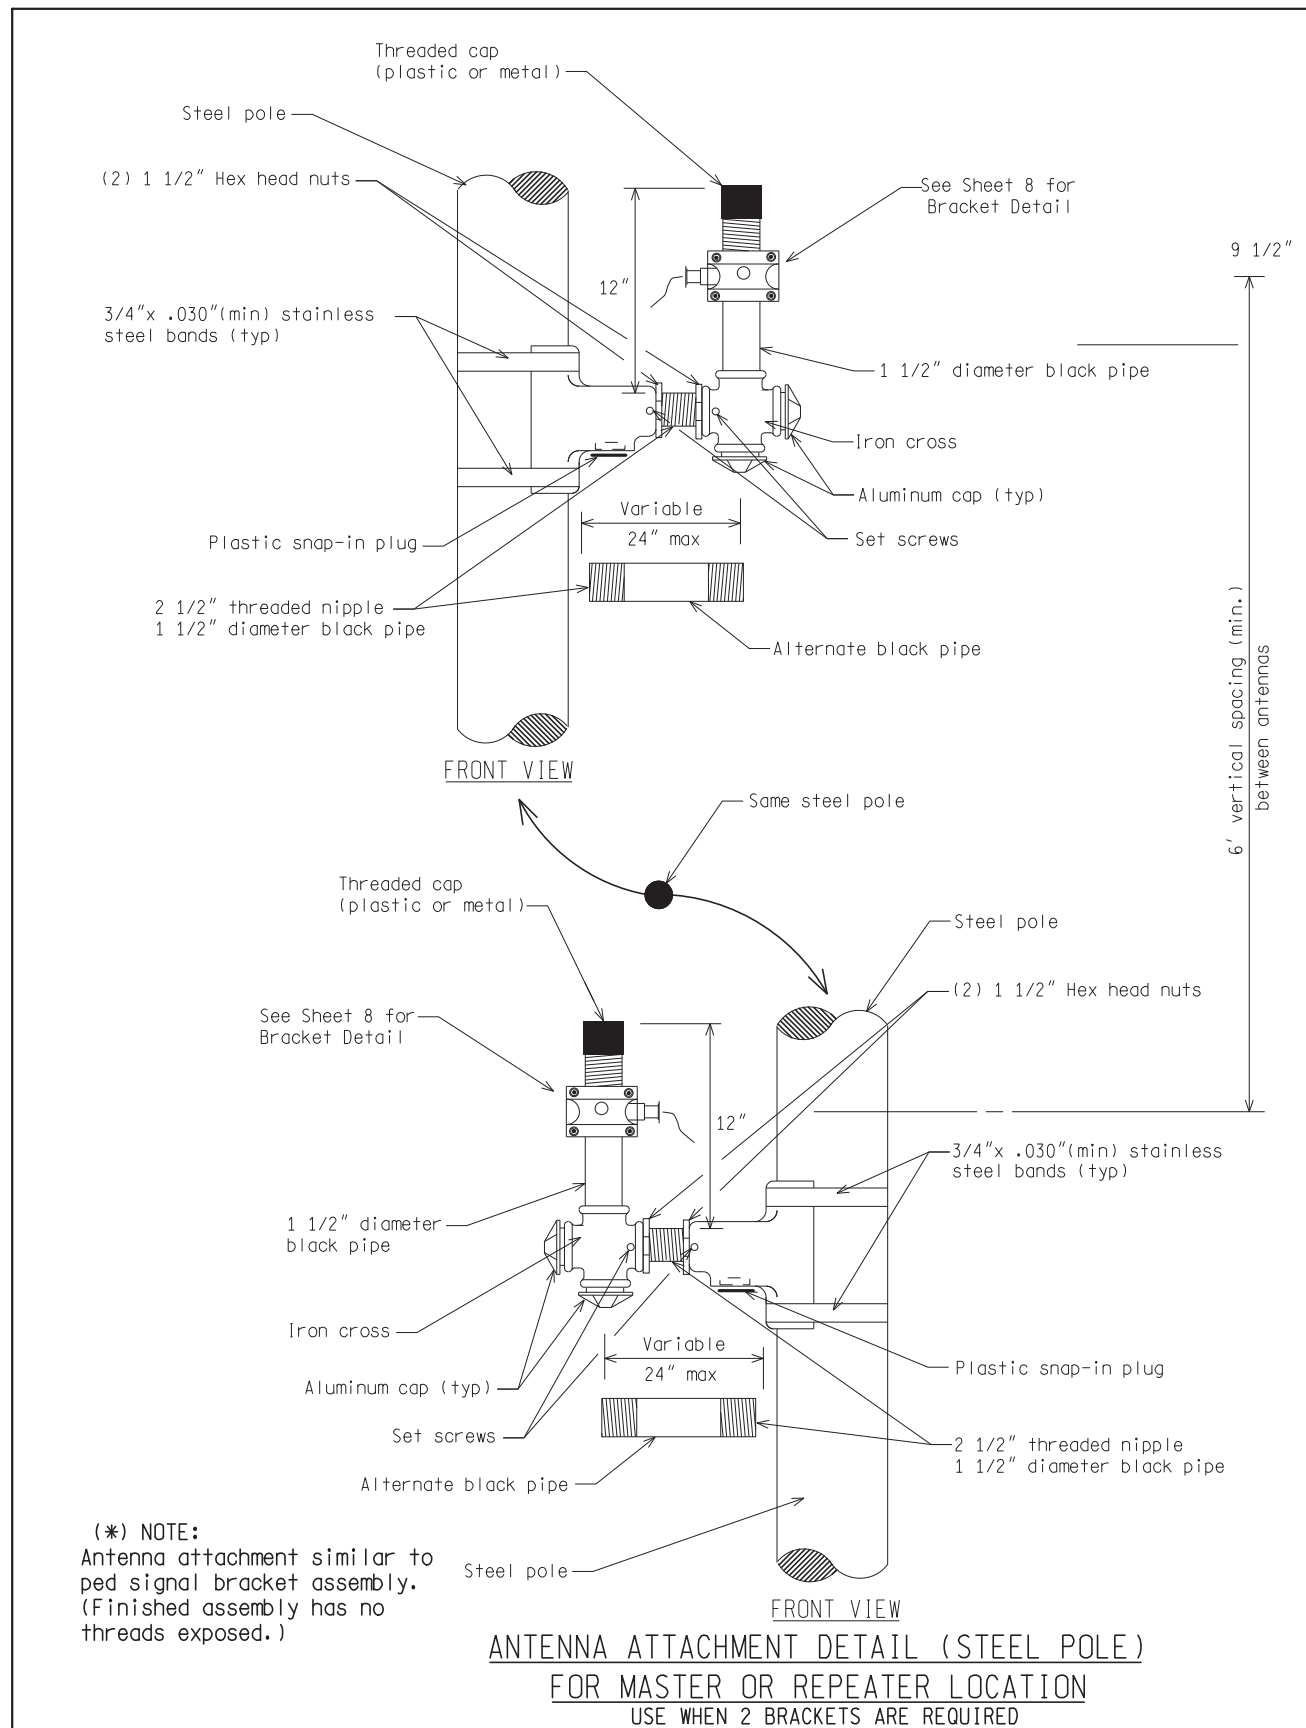 Threaded cap
(plastic or metal)
Steel pole
(2) 1 1/2" Hex head nuts
See Sheet 8 for
Bracket Detail
9 1/2"
12"
3/4"x .030"(min) stainless
steel bands (typ)
1 1/2" diameter black pipe
Iron cross
Aluminum cap (typ)
Variable
24" max
Set screws
Plastic snap-in plug
2 1/2" threaded nipple
1 1/2" diameter black pipe
Alternate black pipe
6' vertical spacing (min.)
between antennas
FRONT VIEW
Same steel pole
Threaded cap
(plastic or metal)
Steel pole
(2) 1 1/2" Hex head nuts
See Sheet 8 for
Bracket Detail
12"
3/4"x .030"(min) stainless
steel bands (typ)
1 1/2" diameter
black pipe
Iron cross
Variable
24" max
Plastic snap-in plug
Aluminum cap (typ)
Set screws
2 1/2" threaded nipple
1 1/2" diameter black pipe
Alternate black pipe
(*) NOTE:
Antenna attachment similar to
ped signal bracket assembly.
(Finished assembly has no
threads exposed.)
Steel pole
FRONT VIEW
ANTENNA ATTACHMENT DETAIL (STEEL POLE)
FOR MASTER OR REPEATER LOCATION
USE WHEN 2 BRACKETS ARE REQUIRED